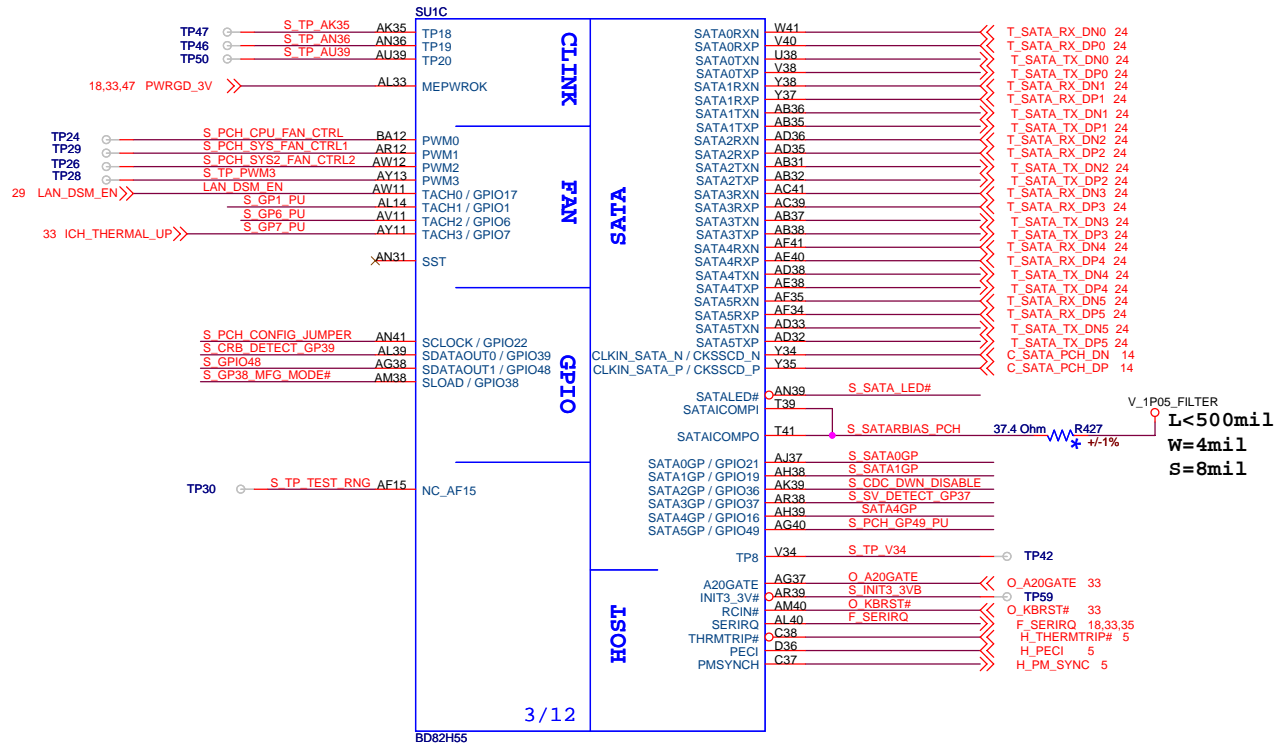 SU1C
TP47 S_TP_AK35 AK35 TP18
TP46 S_TP_AN36 AN36 TP19
TP50 S_TP_AU39 AU39 TP20
18,33,47 PWRGD_3V AL33 MEPWROK
CLINK
TP24 S_PCH_CPU_FAN_CTRL BA12 PWM0
TP29 S_PCH_SYS_FAN_CTRL1 AR12 PWM1
TP26 S_PCH_SYS2_FAN_CTRL2 AW12 PWM2
TP28 S_TP_PWM3 AY13 PWM3
29 LAN_DSM_EN LAN_DSM_EN AW11 TACH0 / GPIO17
S_GP1_PU AL14 TACH1 / GPIO1
S_GP6_PU AV11 TACH2 / GPIO6
33 ICH_THERMAL_UP S_GP7_PU AY11 TACH3 / GPIO7
FAN
AN31 SST
S_PCH_CONFIG_JUMPER AN41 SCLOCK / GPIO22
S_CRB_DETECT_GP39 AL39 SDATAOUT0 / GPIO39
S_GPIO48 AG38 SDATAOUT1 / GPIO48
S_GP38_MFG_MODE# AM38 SLOAD / GPIO38
GPIO
TP30 S_TP_TEST_RNG AF15 NC_AF15
SATA
SATA0RXN W41 T_SATA_RX_DN0 24
SATA0RXP V40 T_SATA_RX_DP0 24
SATA0TXN U38 T_SATA_TX_DN0 24
SATA0TXP V38 T_SATA_TX_DP0 24
SATA1RXN Y38 T_SATA_RX_DN1 24
SATA1RXP Y37 T_SATA_RX_DP1 24
SATA1TXN AB36 T_SATA_TX_DN1 24
SATA1TXP AB35 T_SATA_TX_DP1 24
SATA2RXN AD36 T_SATA_RX_DN2 24
SATA2RXP AD35 T_SATA_RX_DP2 24
SATA2TXN AB31 T_SATA_TX_DN2 24
SATA2TXP AB32 T_SATA_TX_DP2 24
SATA3RXN AC41 T_SATA_RX_DN3 24
SATA3RXP AC39 T_SATA_RX_DP3 24
SATA3TXN AB37 T_SATA_TX_DN3 24
SATA3TXP AB38 T_SATA_TX_DP3 24
SATA4RXN AF41 T_SATA_RX_DN4 24
SATA4RXP AE40 T_SATA_RX_DP4 24
SATA4TXN AD38 T_SATA_TX_DN4 24
SATA4TXP AE38 T_SATA_TX_DP4 24
SATA5RXN AF35 T_SATA_RX_DN5 24
SATA5RXP AF34 T_SATA_RX_DP5 24
SATA5TXN AD33 T_SATA_TX_DN5 24
SATA5TXP AD32 T_SATA_TX_DP5 24
CLKIN_SATA_N / CKSSCD_N Y34 C_SATA_PCH_DN 14
CLKIN_SATA_P / CKSSCD_P Y35 C_SATA_PCH_DP 14
SATALED# AN39 S_SATA_LED#
SATAICOMPI T39
V_1P05_FILTER
SATAICOMPO T41 S_SATARBIAS_PCH 37.4 Ohm R427
* +/-1%
L<500mil
W=4mil
S=8mil
SATA0GP / GPIO21 AJ37 S_SATA0GP
SATA1GP / GPIO19 AH38 S_SATA1GP
SATA2GP / GPIO36 AK39 S_CDC_DWN_DISABLE
SATA3GP / GPIO37 AR38 S_SV_DETECT_GP37
SATA4GP / GPIO16 AH39 SATA4GP
SATA5GP / GPIO49 AG40 S_PCH_GP49_PU
TP8 V34 S_TP_V34 TP42
HOST
A20GATE AG37 O_A20GATE O_A20GATE 33
INIT3_3V# AR39 S_INIT3_3VB TP59
RCIN# AM40 O_KBRST# O_KBRST# 33
SERIRQ AL40 F_SERIRQ F_SERIRQ 18,33,35
THRMTRIP# C38 H_THERMTRIP# 5
PECI D36 H_PECI 5
PMSYNCH C37 H_PM_SYNC 5
3/12
BD82H55